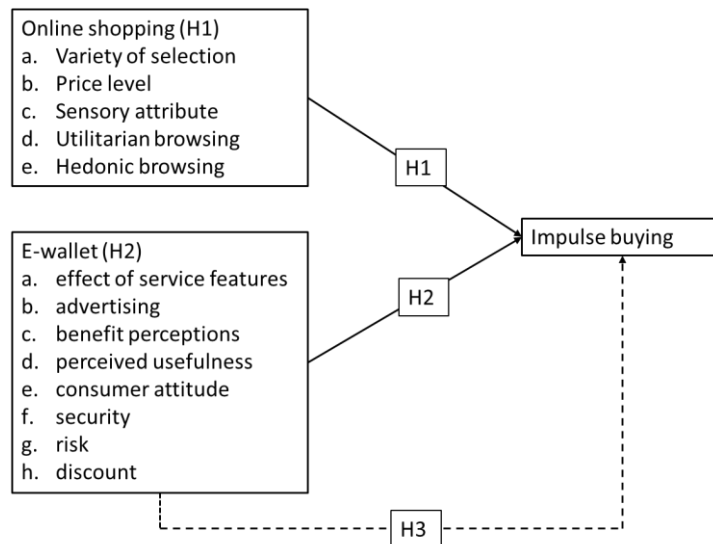 Online shopping (H1)
a. Variety of selection
b. Price level
c. Sensory attribute
d. Utilitarian browsing
e. Hedonic browsing
H1
E-wallet (H2)
a. effect of service features
b. advertising
c. benefit perceptions
d. perceived usefulness
e. consumer attitude
f. security
g. risk
h. discount
H2
Impulse buying
H3